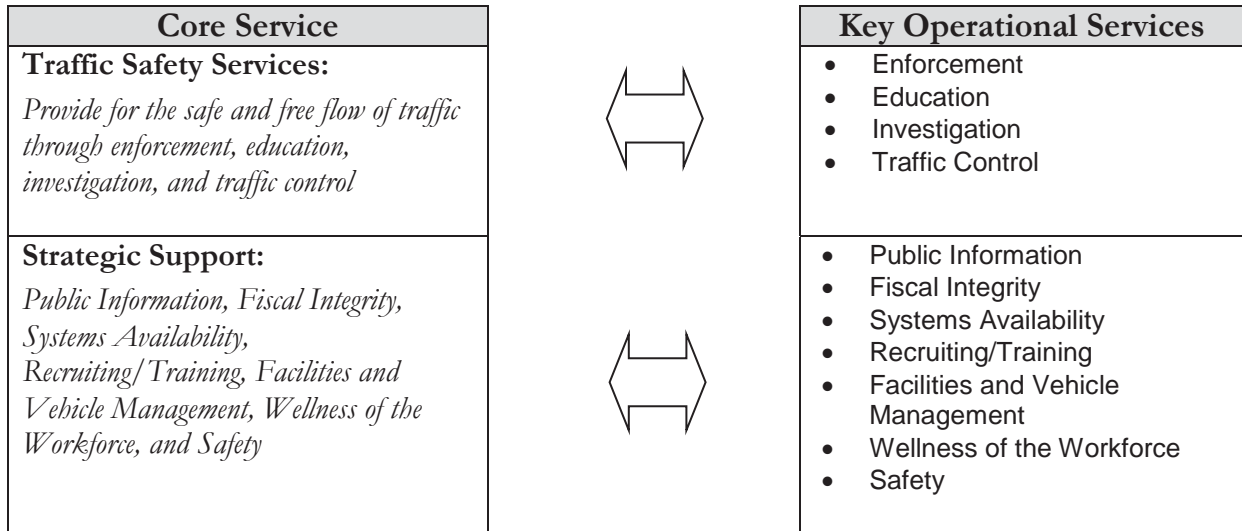 Core Service
Traffic Safety Services:
Provide for the safe and free flow of traffic
through enforcement, education,
investigation, and traffic control
Strategic Support:
Public Information, Fiscal Integrity,
Systems Availability,
Recruiting/Training, Facilities and
Vehicle Management, Wellness of the
Workforce, and Safety
Key Operational Services
• Enforcement
• Education
• Investigation
• Traffic Control
• Public Information
• Fiscal Integrity
• Systems Availability
• Recruiting/Training
• Facilities and Vehicle
Management
• Wellness of the Workforce
• Safety